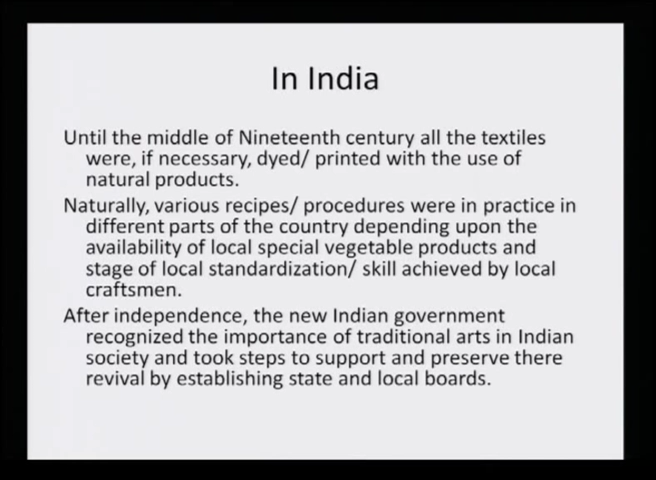 In India
Until the middle of Nineteenth century all the textiles
were, if necessary, dyed/ printed with the use of
natural products.
Naturally, various recipes/ procedures were in practice in
different parts of the country depending upon the
availability of local special vegetable products and
stage of local standardization/ skill achieved by local
craftsmen.
After independence, the new Indian government
recognized the importance of traditional arts in Indian
society and took steps to support and preserve there
revival by establishing state and local boards.